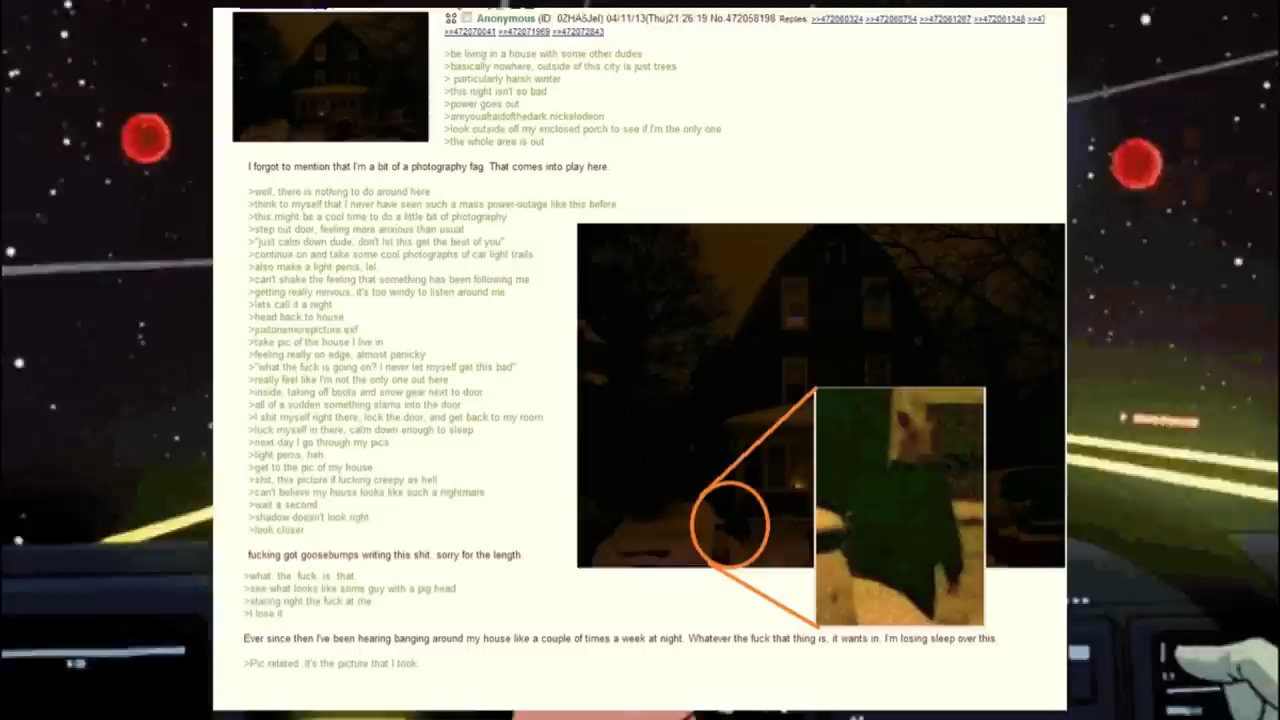 Anonymous (ID: 0ZHASJel) 04/11/13(Thu)21:26:19 No.472058198 Replies: >>472060324 >>472060754 >>472061267 >>472061348 >>47
>>472070041 >>472071969 >>472072843
>be living in a house with some other dudes
>basically nowhere, outside of this city is just trees
> particularly harsh winter
>this night isn't so bad
>power goes out
>areyouafraidofthedark.nickelodeon
>look outside off my enclosed porch to see if I'm the only one
>the whole area is out
I forgot to mention that I'm a bit of a photography fag. That comes into play here.
>well, there is nothing to do around here
>think to myself that I never have seen such a mass power-outage like this before
>this might be a cool time to do a little bit of photography
>step out door, feeling more anxious than usual
>"just calm down dude, don't let this get the best of you"
>continue on and take some cool photographs of car light trails
>also make a light penis, lel
>can't shake the feeling that something has been following me
>getting really nervous, it's too windy to listen around me
>lets call it a night
>head back to house
>justonemorepicture.exf
>take pic of the house I live in
>feeling really on edge, almost panicky
>"what the fuck is going on? I never let myself get this bad"
>really feel like I'm not the only one out here
>inside, taking off boots and snow gear next to door
>all of a sudden something slams into the door
>I shit myself right there, lock the door, and get back to my room
>luck myself in there, calm down enough to sleep
>next day I go through my pics
>light penis, heh
>get to the pic of my house
>shit, this picture if fucking creepy as hell
>can't believe my house looks like such a nightmare
>wait a second
>shadow doesn't look right
>look closer
fucking got goosebumps writing this shit, sorry for the length.
>what. the. fuck. is. that.
>see what looks like some guy with a pig head
>staring right the fuck at me
>I lose it
Ever since then I've been hearing banging around my house like a couple of times a week at night. Whatever the fuck that thing is, it wants in. I'm losing sleep over this.
>Pic related. it's the picture that I took.